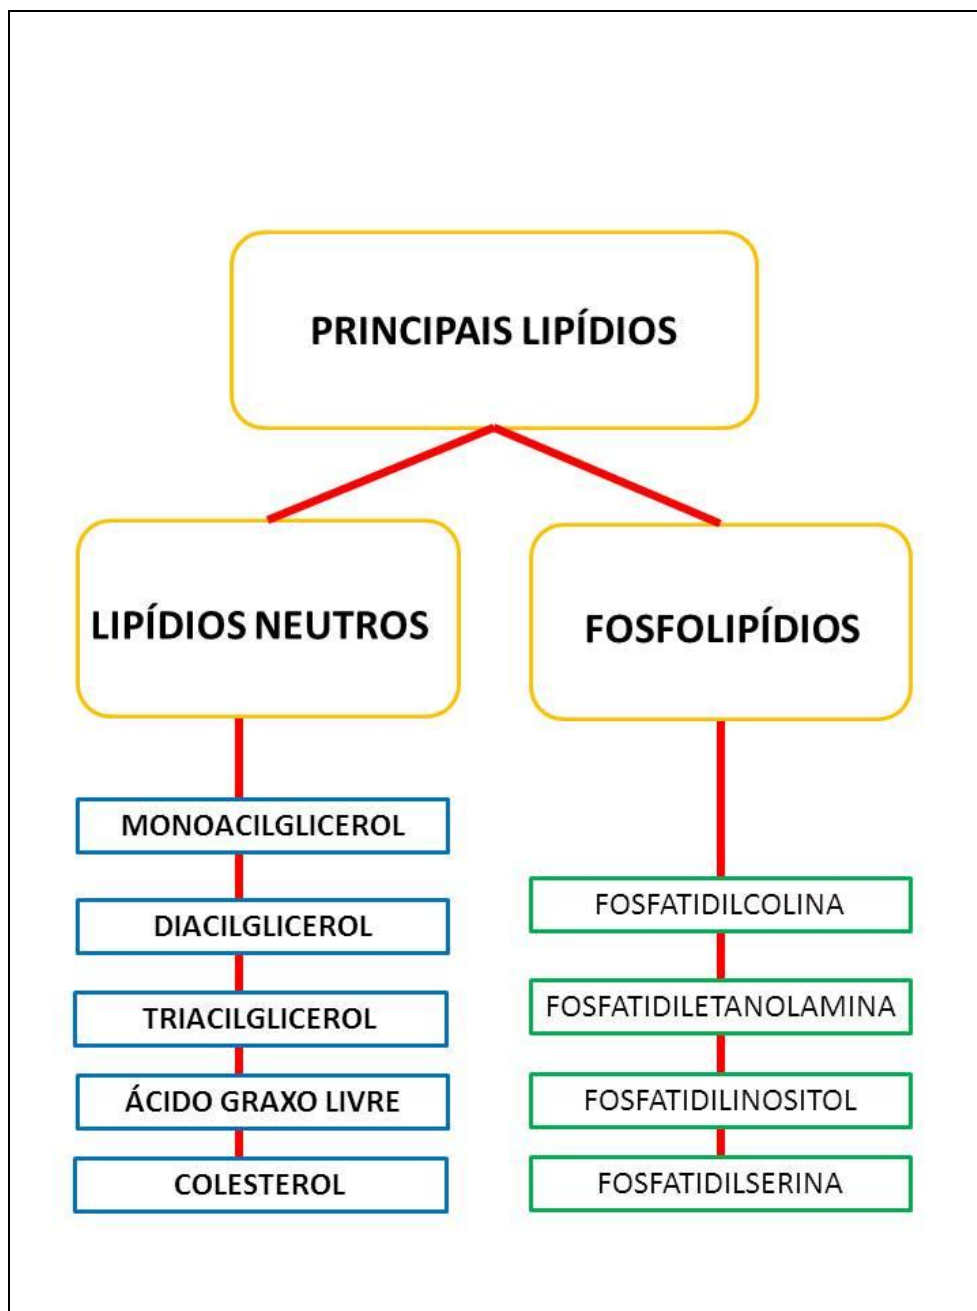 PRINCIPAIS LIPÍDIOS
LIPÍDIOS NEUTROS
FOSFOLIPÍDIOS
MONOACILGLICEROL
DIACILGLICEROL
TRIACILGLICEROL
ÁCIDO GRAXO LIVRE
COLESTEROL
FOSFATIDILCOLINA
FOSFATIDILETANOLAMINA
FOSFATIDILINOSITOL
FOSFATIDILSERINA